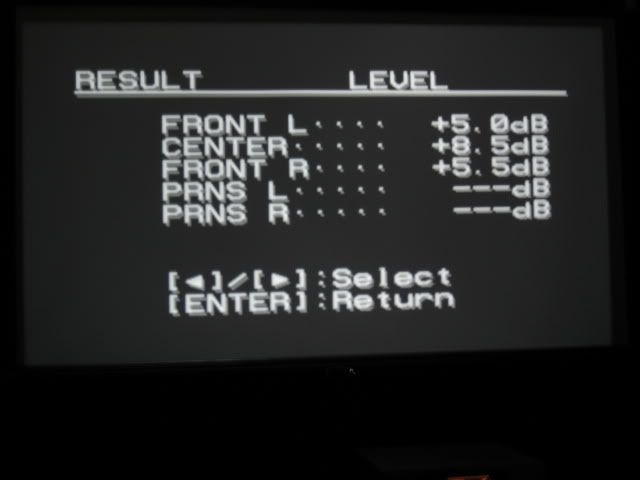 RESULT LEVEL
FRONT L.... +5.0dB
CENTER..... +8.5dB
FRONT R.... +5.5dB
PRNS L..... ---dB
PRNS R..... ---dB
[◄]/[►]:Select
[ENTER]:Return